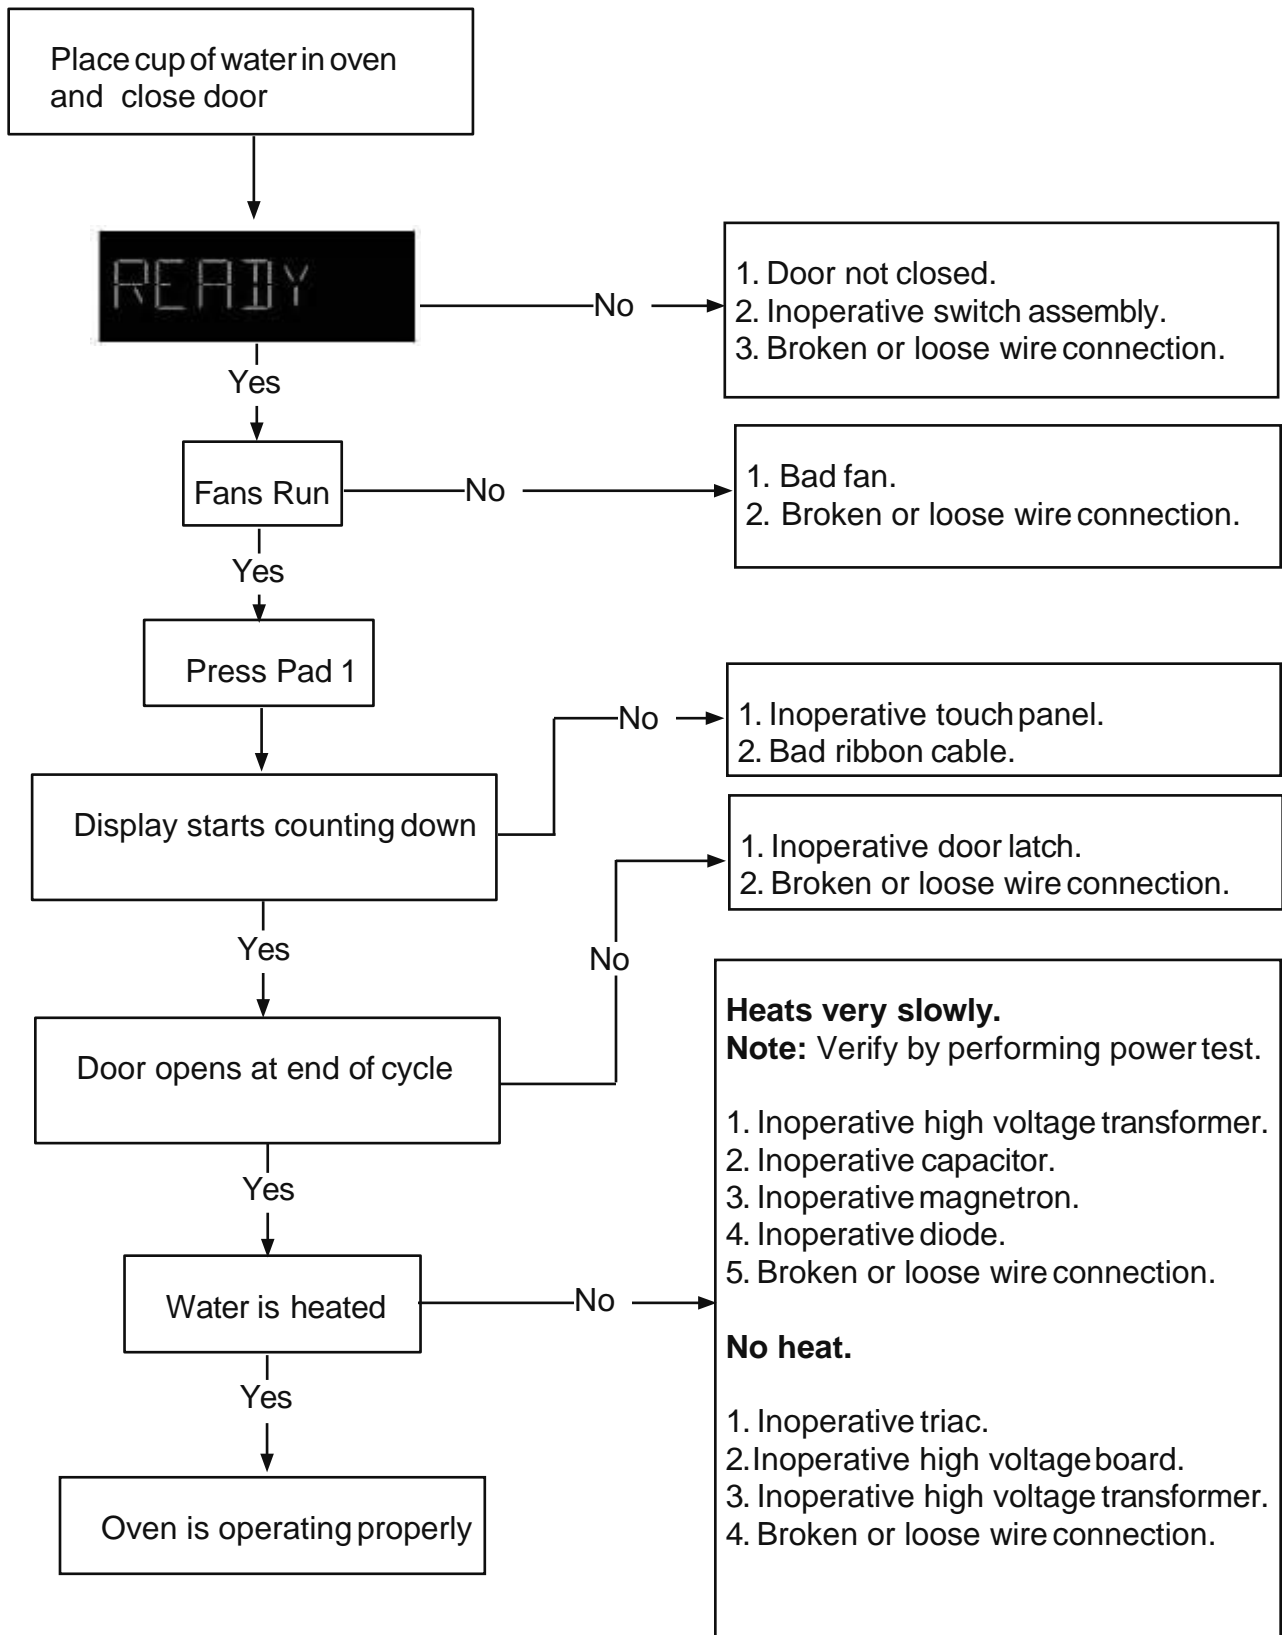 Place cup of water in oven
and close door
READY
No
1. Door not closed.
2. Inoperative switch assembly.
3. Broken or loose wire connection.
Yes
Fans Run
No
1. Bad fan.
2. Broken or loose wire connection.
Yes
Press Pad 1
No
1. Inoperative touch panel.
2. Bad ribbon cable.
Display starts counting down
1. Inoperative door latch.
2. Broken or loose wire connection.
Yes
No
Door opens at end of cycle
Heats very slowly.
Note: Verify by performing power test.
1. Inoperative high voltage transformer.
2. Inoperative capacitor.
3. Inoperative magnetron.
4. Inoperative diode.
5. Broken or loose wire connection.
Yes
Water is heated
No
No heat.
1. Inoperative triac.
2.Inoperative high voltage board.
3. Inoperative high voltage transformer.
4. Broken or loose wire connection.
Yes
Oven is operating properly